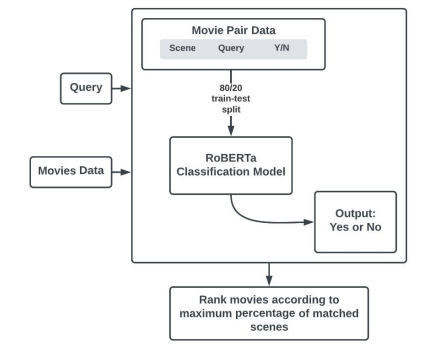 Movie Pair Data
Scene Query Y/N
80/20
train-test
split
Query
Movies Data
RoBERTa
Classification Model
Output:
Yes or No
Rank movies according to
maximum percentage of matched
scenes